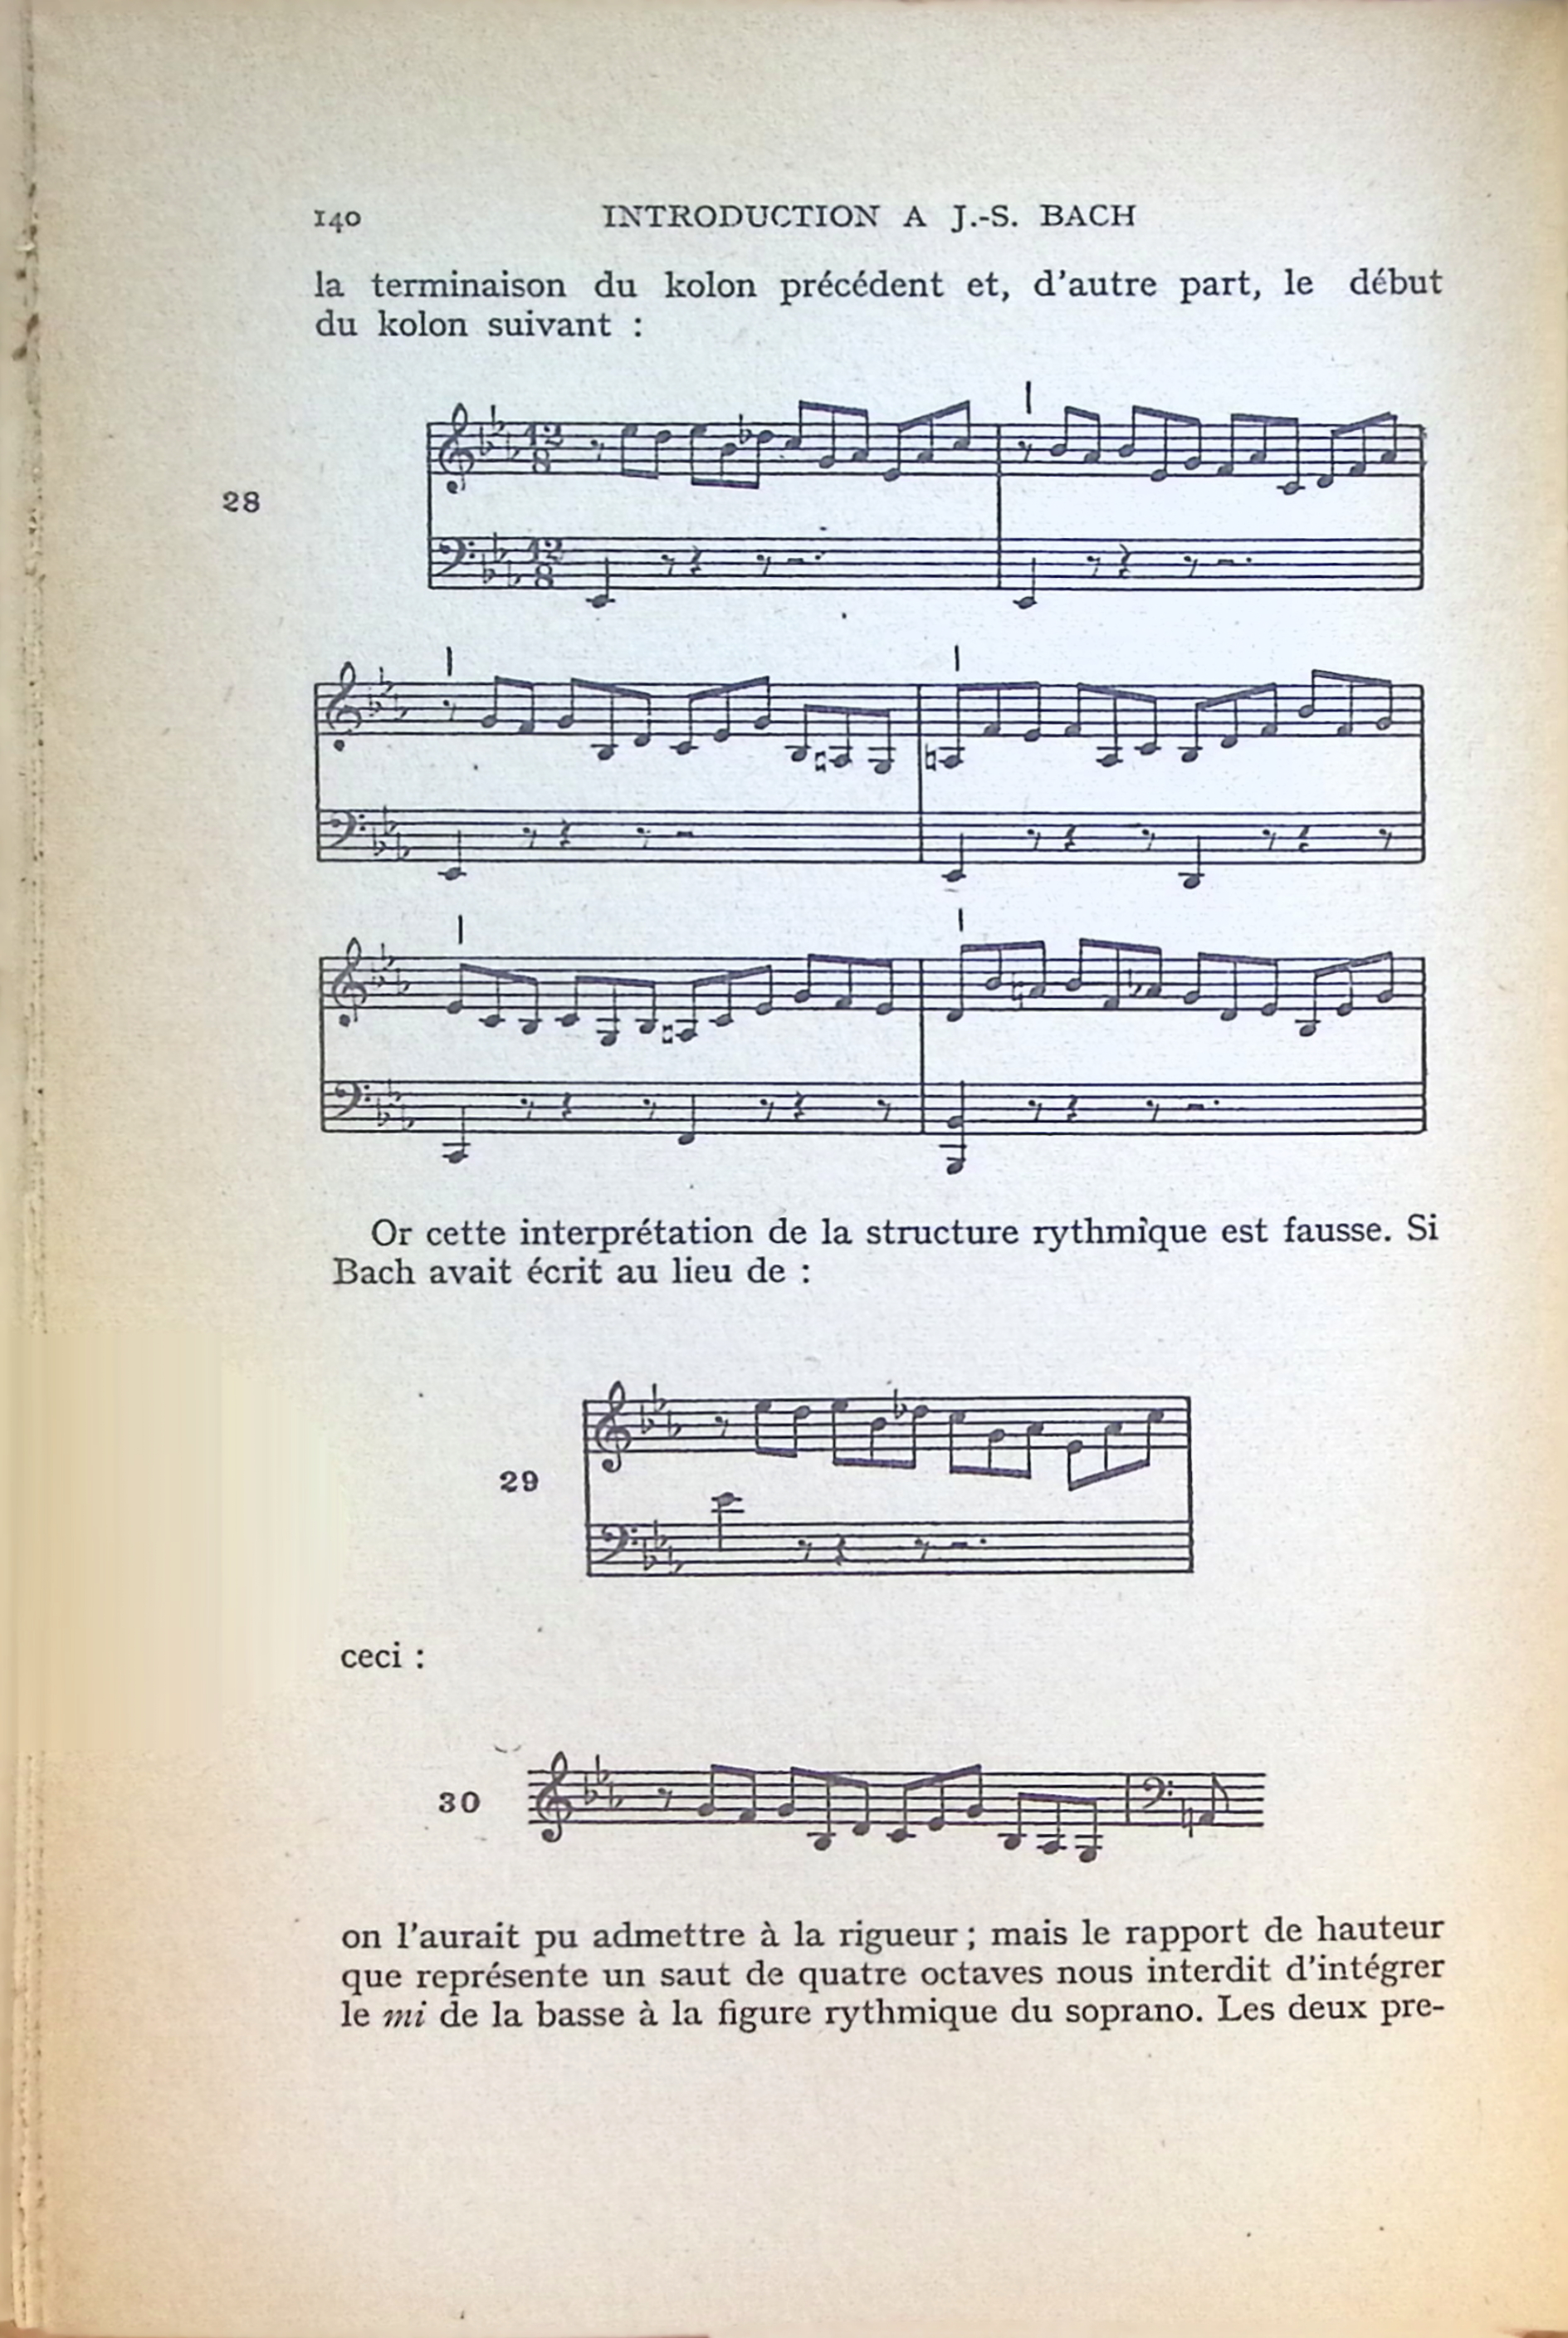 140 INTRODUCTION A J.-S. BACH
la terminaison du kolon précédent et, d'autre part, le début
du kolon suivant :
12
8
28
12
8
Or cette interprétation de la structure rythmique est fausse. Si
Bach avait écrit au lieu de :
29
ceci :
30
on l'aurait pu admettre à la rigueur ; mais le rapport de hauteur
que représente un saut de quatre octaves nous interdit d'intégrer
le mi de la basse à la figure rythmique du soprano. Les deux pre-